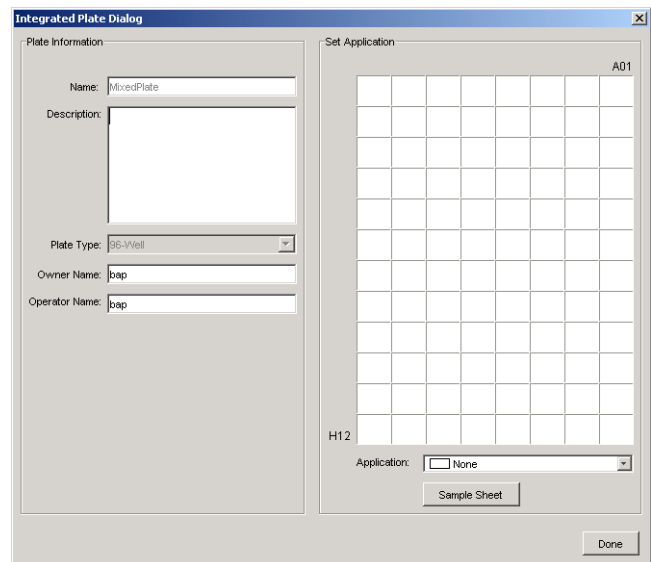 Integrated Plate Dialog
Plate Information
Name: MixedPlate
Description:
Plate Type: 96-Well
Owner Name: bap
Operator Name: bap
Set Application
A01
H12
Application: None
Sample Sheet
Done